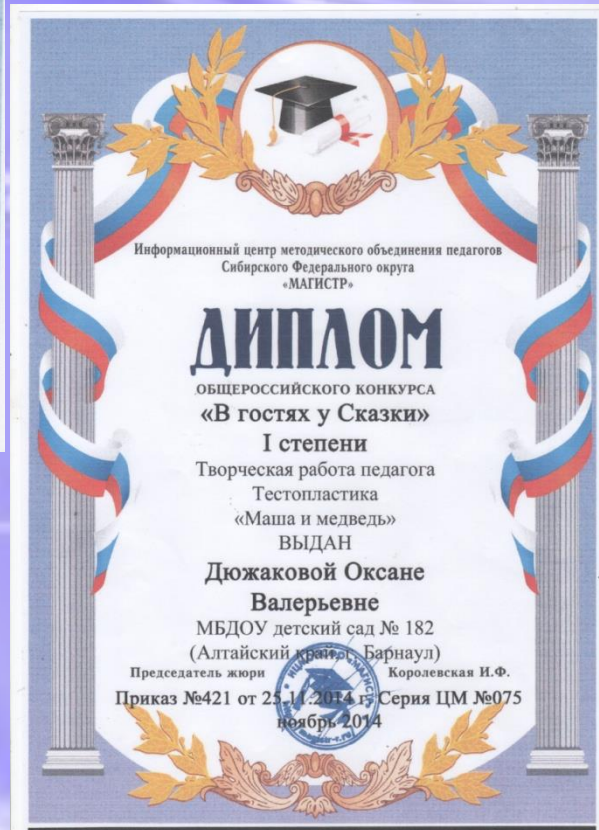 Информационный центр методического объединения педагогов
Сибирского Федерального округа
«МАГИСТР»
ДИПЛОМ
ОБЩЕРОССИЙСКОГО КОНКУРСА
«В гостях у Сказки»
I степени
Творческая работа педагога
Тестопластика
«Маша и медведь»
ВЫДАН
Дюжаковой Оксане
Валерьевне
МБДОУ детский сад № 182
(Алтайский край, г. Барнаул)
Председатель жюри Королевская И.Ф.
Приказ №421 от 25.11.2014 г. Серия ЦМ №075
ноябрь 2014